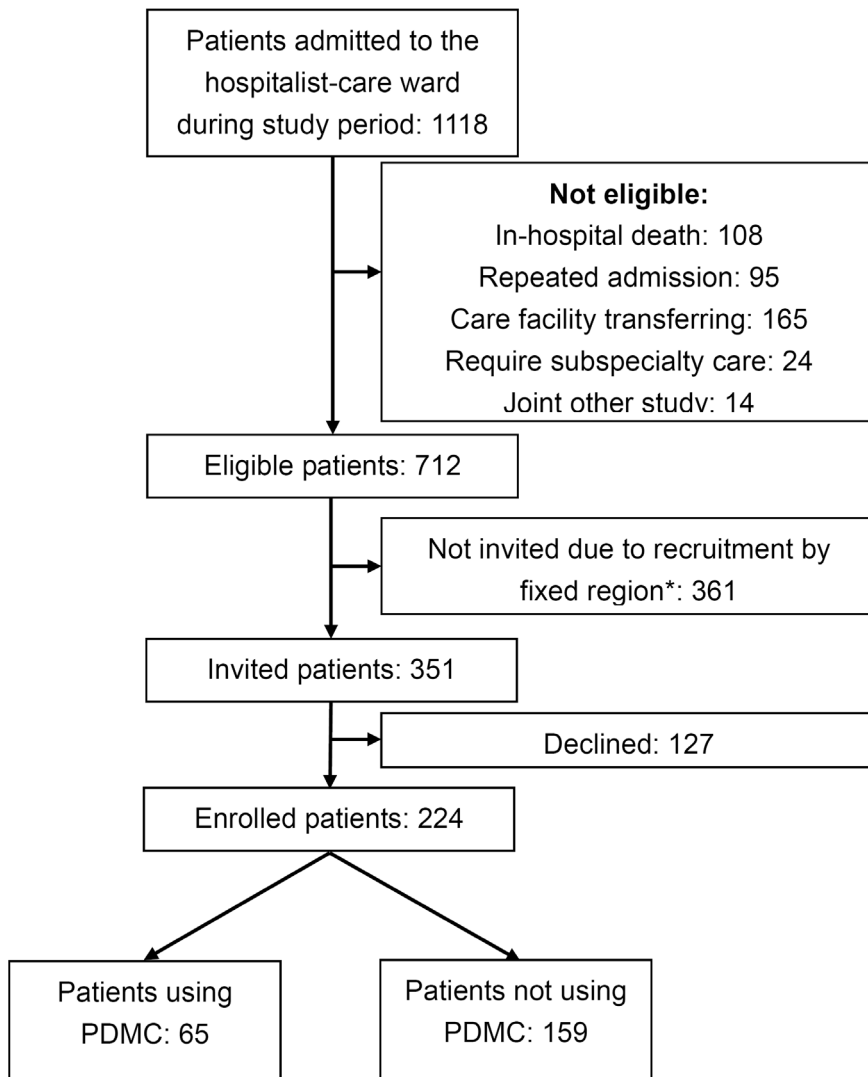 Patients admitted to the
hospitalist-care ward
during study period: 1118
Not eligible:
In-hospital death: 108
Repeated admission: 95
Care facility transferring: 165
Require subspecialty care: 24
Joint other study: 14
Eligible patients: 712
Not invited due to recruitment by
fixed region*: 361
Invited patients: 351
Declined: 127
Enrolled patients: 224
Patients using
PDMC: 65
Patients not using
PDMC: 159